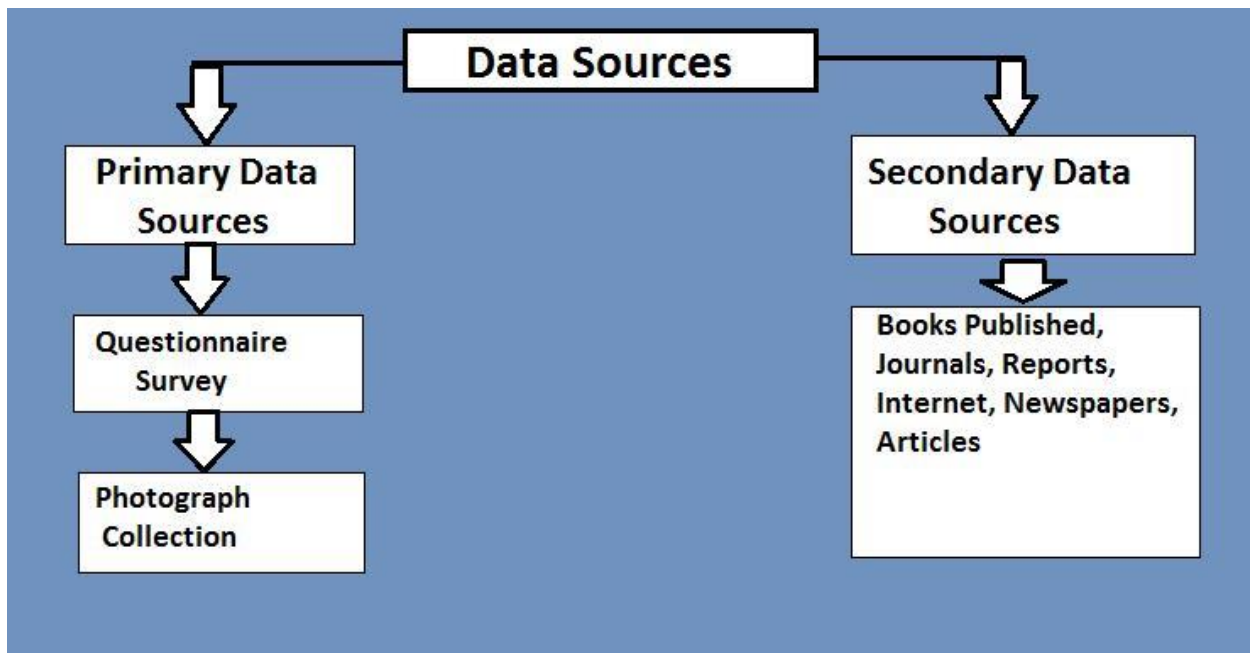 Data Sources
Primary Data
Sources
Questionnaire
Survey
Photograph
Collection
Secondary Data
Sources
Books Published,
Journals, Reports,
Internet, Newspapers,
Articles